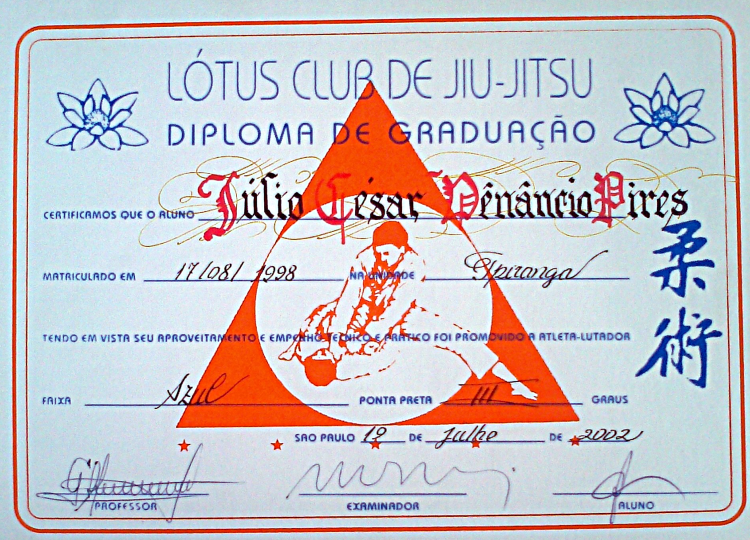 LÓTUS CLUB DE JIU-JITSU
DIPLOMA DE GRADUAÇÃO
CERTIFICAMOS QUE O ALUNO Júlio César Venâncio Pires
MATRICULADO EM 17/08/1998 NA UNIDADE Ipiranga
柔術
TENDO EM VISTA SEU APROVEITAMENTO E EMPENHO TÉCNICO E PRÁTICO FOI PROMOVIDO A ATLETA-LUTADOR
FAIXA Azul PONTA PRETA III GRAUS
SAO PAULO 19 DE Julho DE 2002
PROFESSOR EXAMINADOR ALUNO